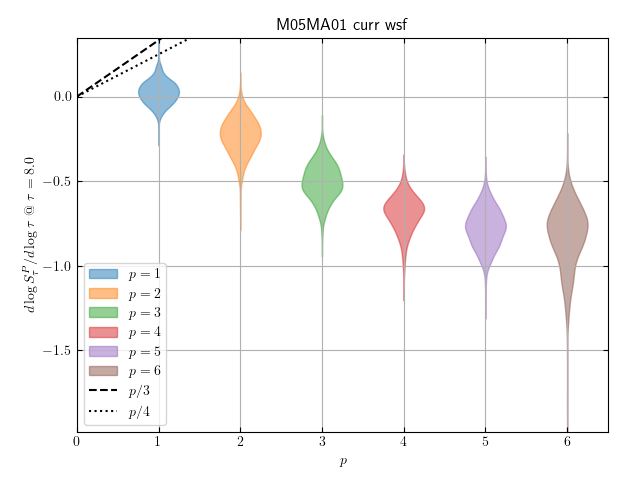 M05MA01 curr wsf
d log S_τ^P / d log τ @ τ = 8.0
0.0
−0.5
−1.0
−1.5
p = 1
p = 2
p = 3
p = 4
p = 5
p = 6
p/3
p/4
0 1 2 3 4 5 6
p